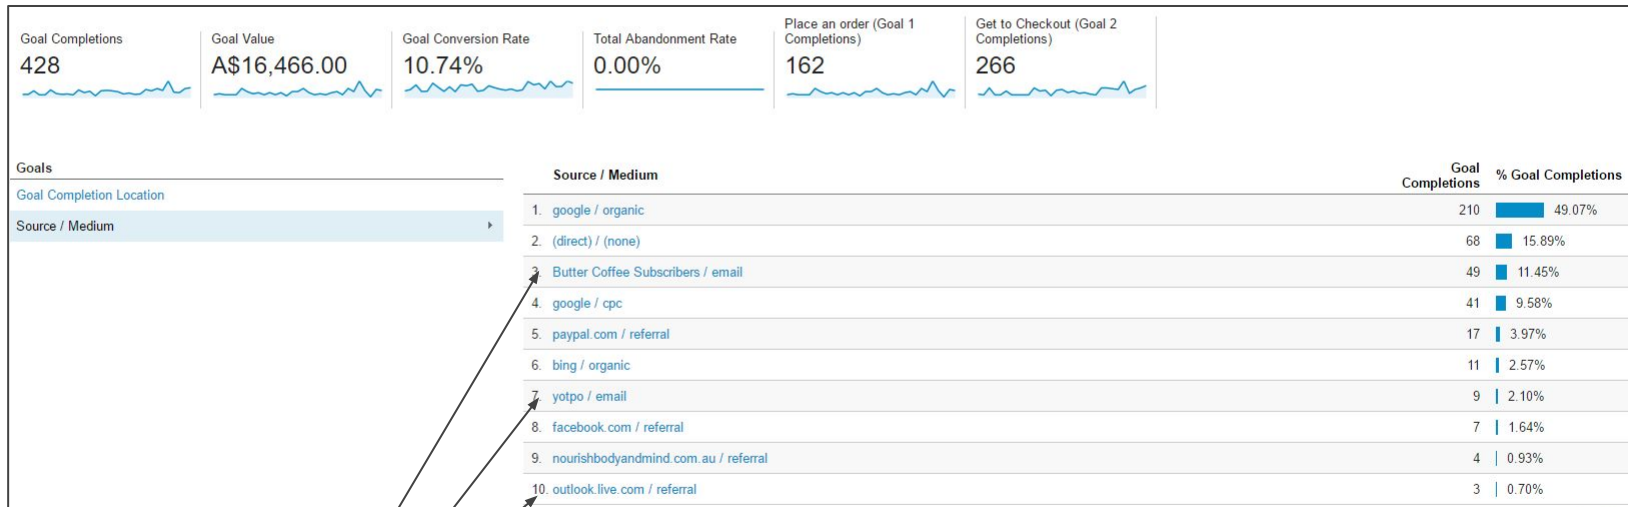 Goal Completions
428
Goal Value
A$16,466.00
Goal Conversion Rate
10.74%
Total Abandonment Rate
0.00%
Place an order (Goal 1
Completions)
162
Get to Checkout (Goal 2
Completions)
266
Goals
Goal Completion Location
Source / Medium
Source / Medium Goal Completions % Goal Completions
1. google / organic 210 49.07%
2. (direct) / (none) 68 15.89%
3. Butter Coffee Subscribers / email 49 11.45%
4. google / cpc 41 9.58%
5. paypal.com / referral 17 3.97%
6. bing / organic 11 2.57%
7. yotpo / email 9 2.10%
8. facebook.com / referral 7 1.64%
9. nourishbodyandmind.com.au / referral 4 0.93%
10. outlook.live.com / referral 3 0.70%